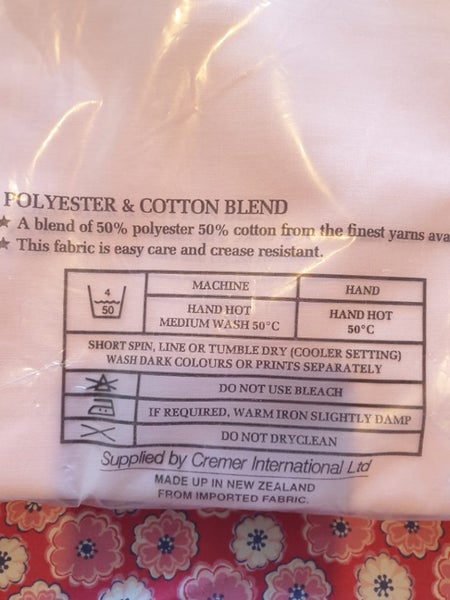 POLYESTER & COTTON BLEND
★ A blend of 50% polyester 50% cotton from the finest yarns
★ This fabric is easy care and crease resistant.
MACHINE HAND
4
50
HAND HOT
MEDIUM WASH 50°C
HAND HOT
50°C
SHORT SPIN, LINE OR TUMBLE DRY (COOLER SETTING)
WASH DARK COLOURS OR PRINTS SEPARATELY
DO NOT USE BLEACH
IF REQUIRED, WARM IRON SLIGHTLY DAMP
DO NOT DRYCLEAN
Supplied by Cremer International Ltd
MADE UP IN NEW ZEALAND
FROM IMPORTED FABRIC.